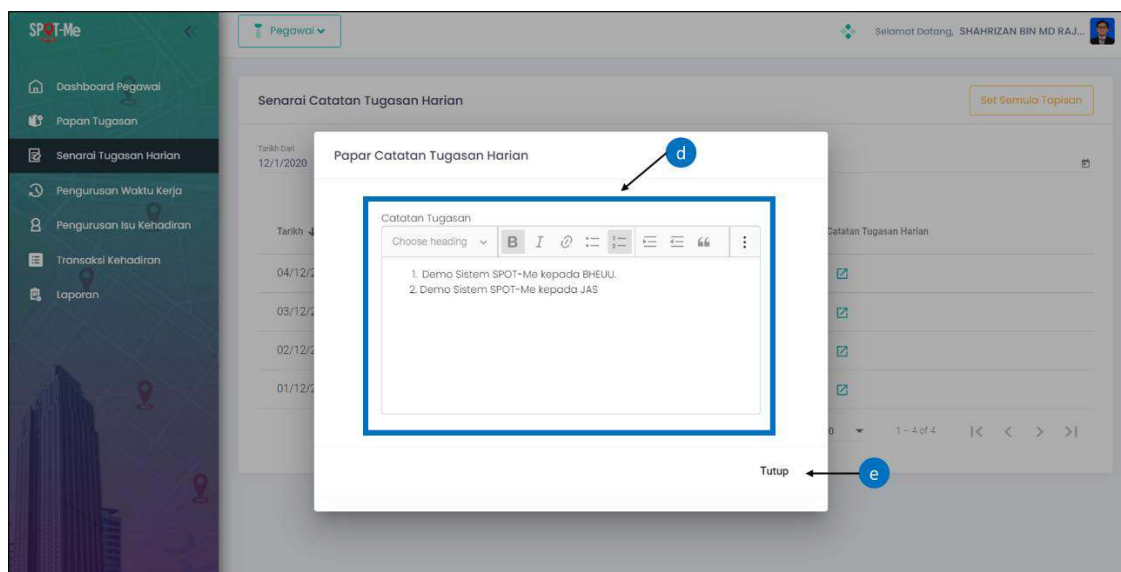 SPOT-Me
Pegawai
Selamat Datang, SHAHRIZAN BIN MD RAJ...
Dashboard Pegawai
Papan Tugasan
Senarai Tugasan Harian
Pengurusan Waktu Kerja
Pengurusan Isu Kehadiran
Transaksi Kehadiran
Laporan
Senarai Catatan Tugasan Harian
Set Semula Tapisan
Tarikh Dari
12/1/2020
Papar Catatan Tugasan Harian
d
Catatan Tugasan
Choose heading
B I
1. Demo Sistem SPOT-Me kepada BHEUU.
2. Demo Sistem SPOT-Me kepada JAS
Tarikh
Catatan Tugasan Harian
04/12/2
03/12/2
02/12/2
01/12/2
0
1 - 4 of 4
Tutup
e